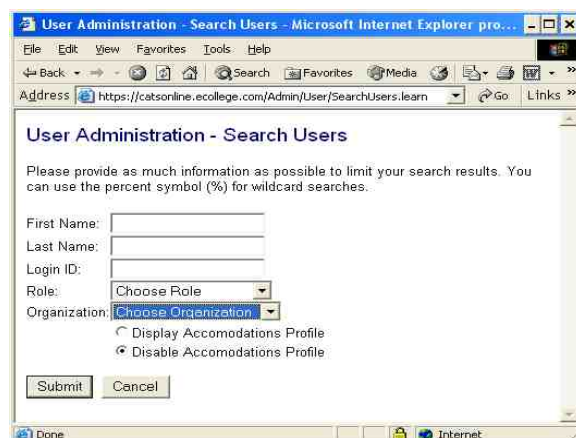 User Administration - Search Users - Microsoft Internet Explorer pro...
File Edit View Favorites Tools Help
Back Search Favorites Media »
Address https://catsonline.ecollege.com/Admin/User/SearchUsers.learn Go Links »
User Administration - Search Users
Please provide as much information as possible to limit your search results. You
can use the percent symbol (%) for wildcard searches.
First Name:
Last Name:
Login ID:
Role: Choose Role
Organization: Choose Organization
Display Accomodations Profile
Disable Accomodations Profile
Submit Cancel
Done Internet